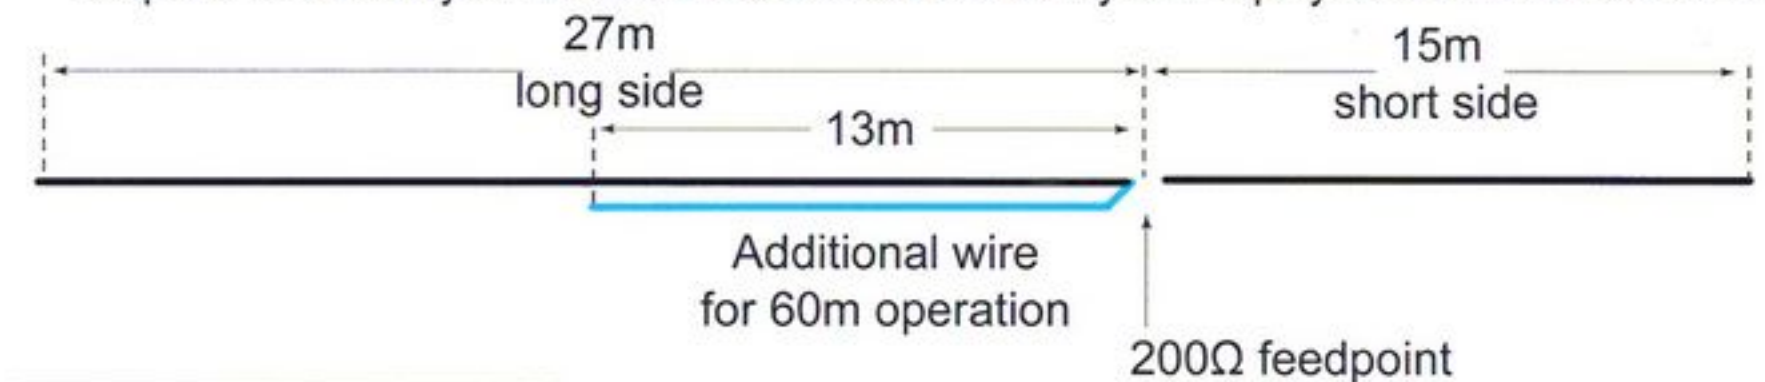 27m
long side
15m
short side
13m
Additional wire
for 60m operation
200Ω feedpoint